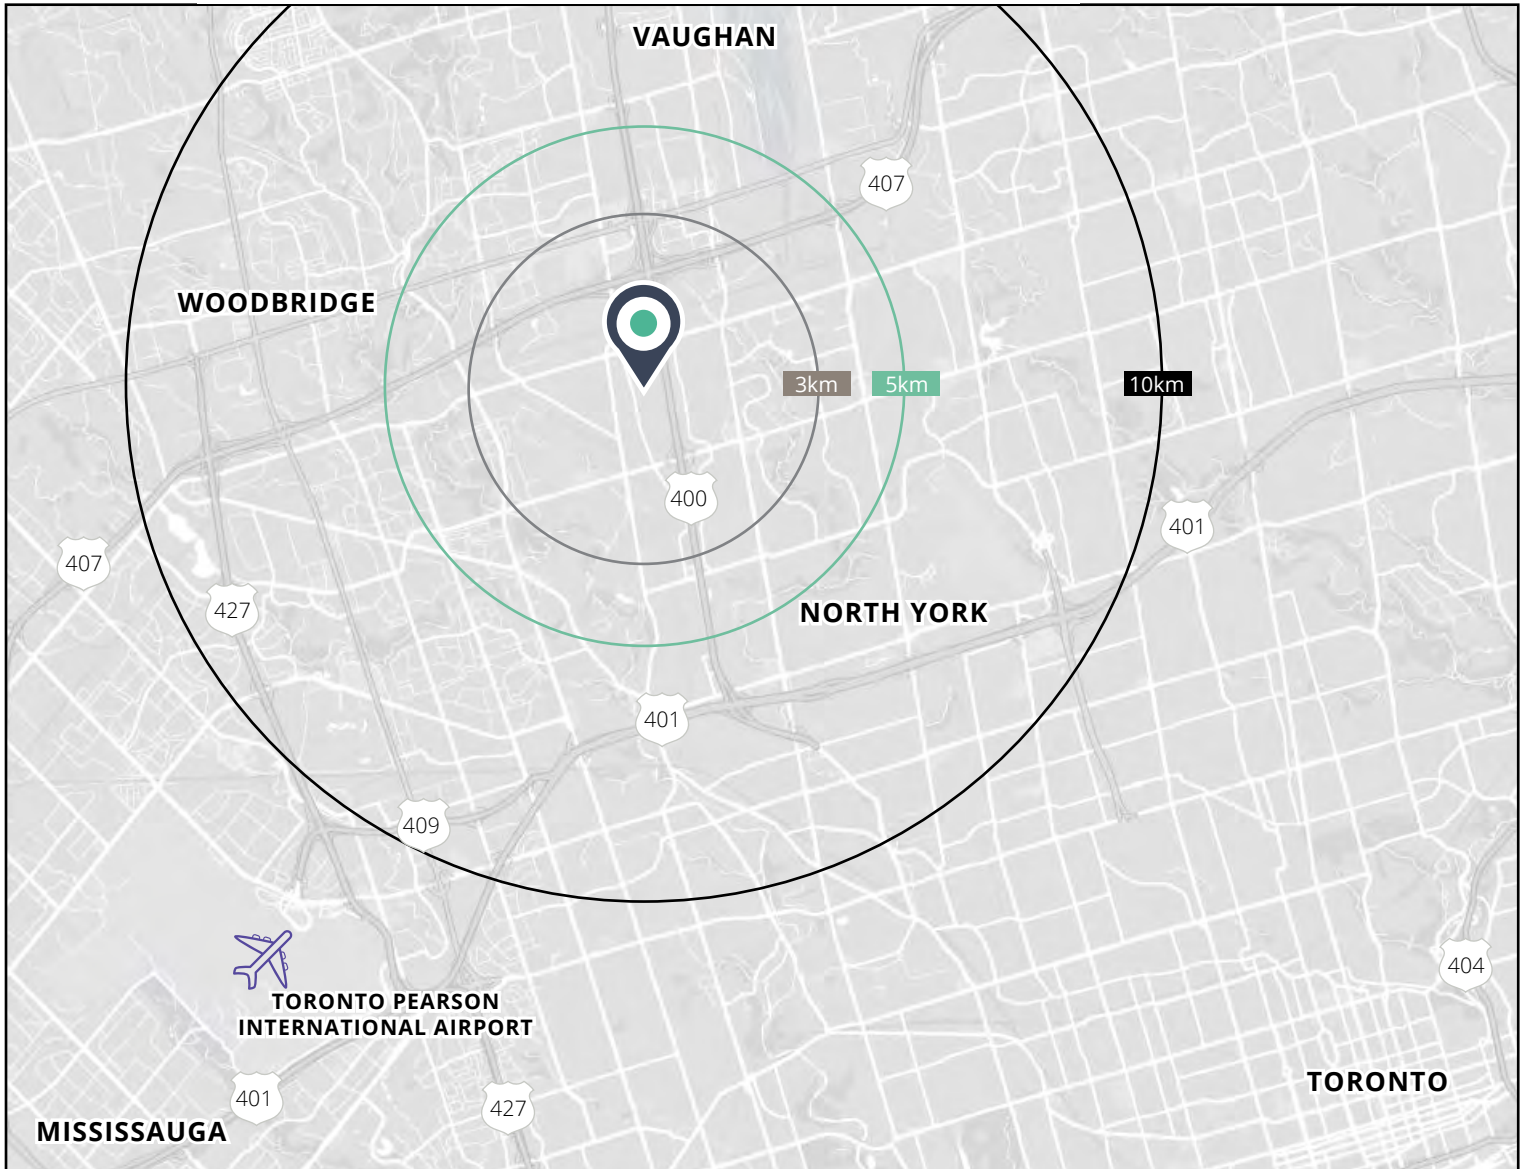 VAUGHAN
407
WOODBRIDGE
3km
5km
10km
400
401
407
427
NORTH YORK
401
409
404
TORONTO PEARSON
INTERNATIONAL AIRPORT
TORONTO
401
427
MISSISSAUGA